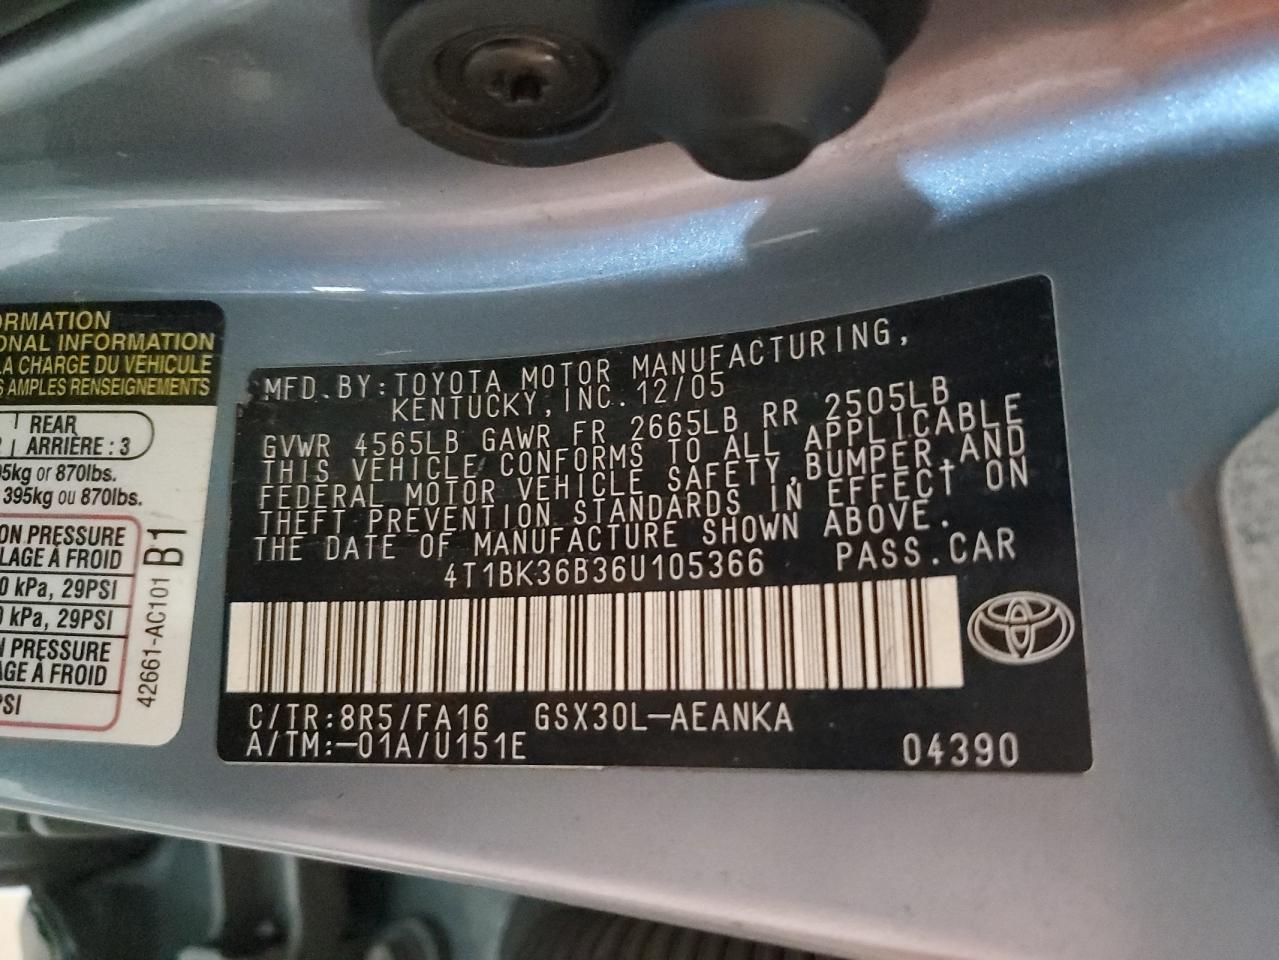 ORMATION
ONAL INFORMATION
LA CHARGE DU VÉHICULE
S AMPLES RENSEIGNEMENTS
REAR
ARRIÈRE : 3
5kg or 870lbs.
395kg ou 870lbs.
ON PRESSURE
LAGE À FROID
0 kPa, 29PSI
0 kPa, 29PSI
N PRESSURE
AGE À FROID
PSI
42661-AC101 B1
MFD.BY:TOYOTA MOTOR MANUFACTURING,
KENTUCKY,INC.12/05
GVWR 4565LB GAWR FR 2665LB RR 2505LB
THIS VEHICLE CONFORMS TO ALL APPLICABLE
FEDERAL MOTOR VEHICLE SAFETY,BUMPER,AND
THEFT PREVENTION STANDARDS IN EFFECT ON
THE DATE OF MANUFACTURE SHOWN ABOVE.
4T1BK36B36U105366 PASS.CAR
C/TR:8R5/FA16 GSX30L-AEANKA
A/TM:-01A/U151E
04390